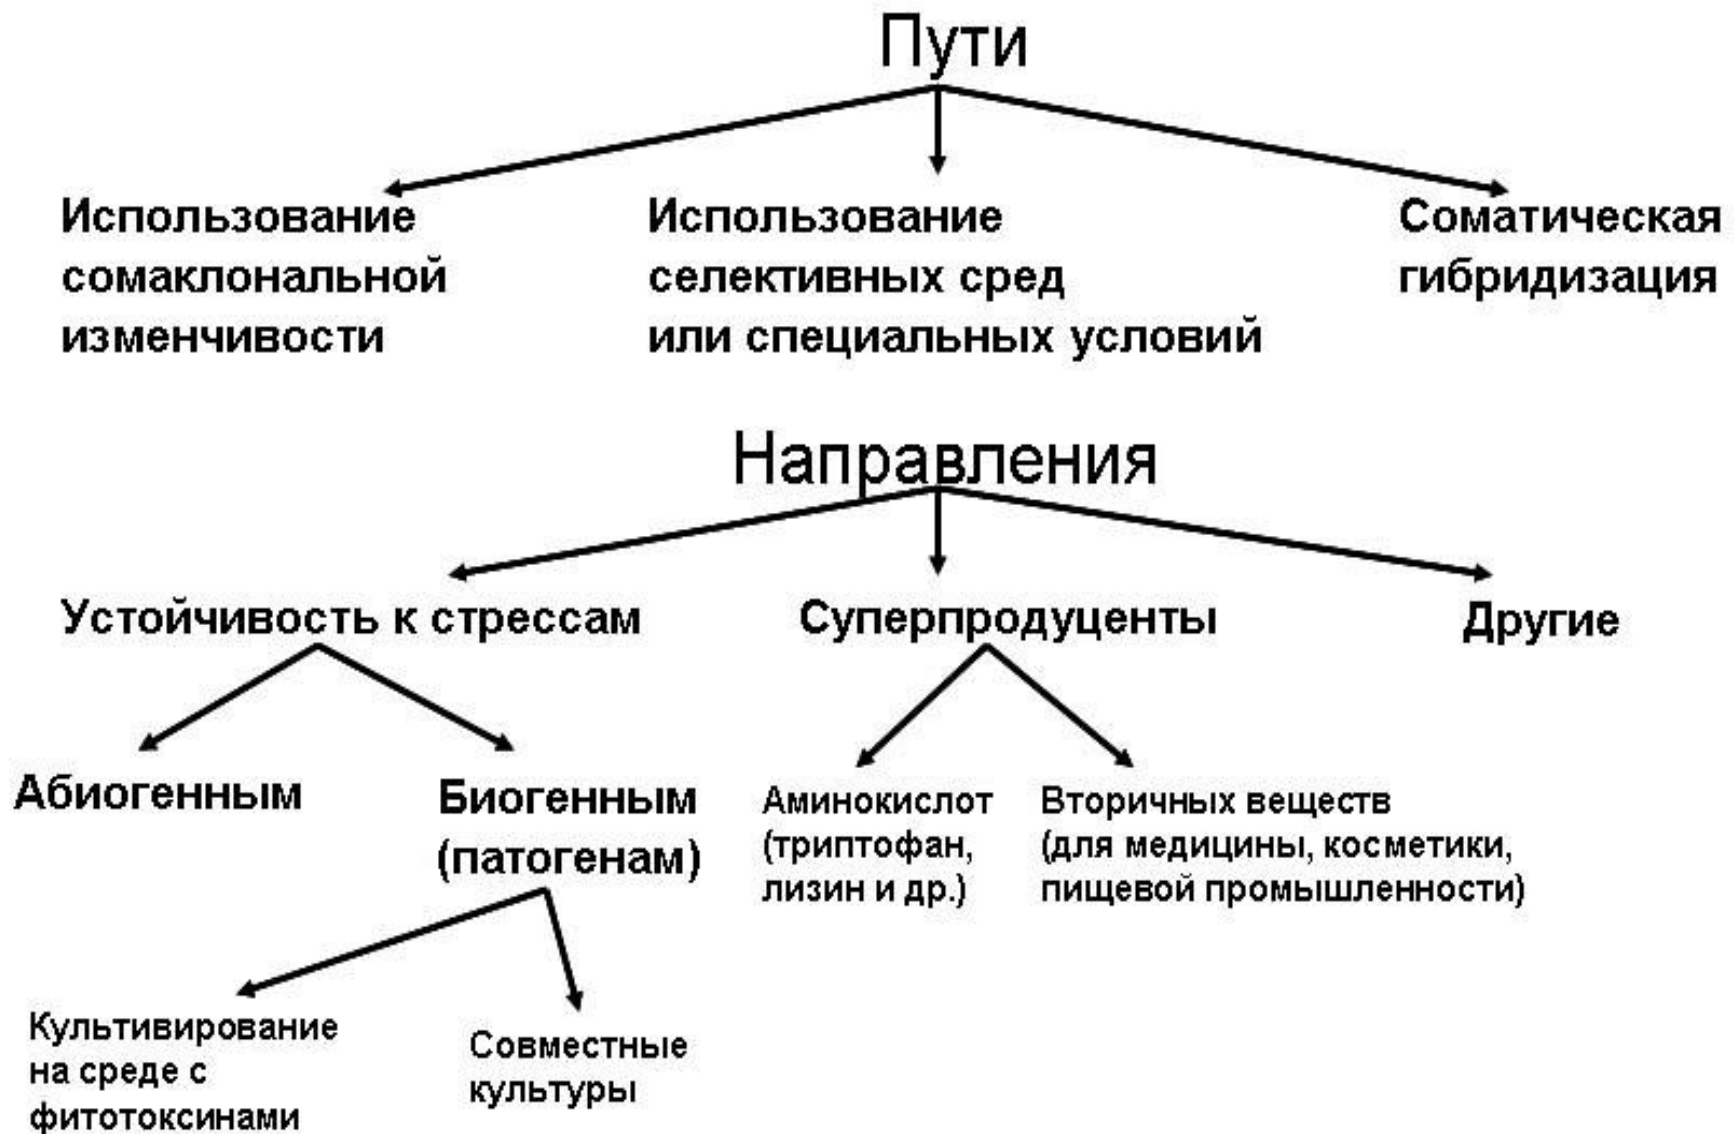 Пути
Использование
сомаклональной
изменчивости
Использование
селективных сред
или специальных условий
Соматическая
гибридизация
Направления
Устойчивость к стрессам
Суперпродуценты
Другие
Абиогенным
Биогенным
(патогенам)
Аминокислот
(триптофан,
лизин и др.)
Вторичных веществ
(для медицины, косметики,
пищевой промышленности)
Культивирование
на среде с
фитотоксинами
Совместные
культуры